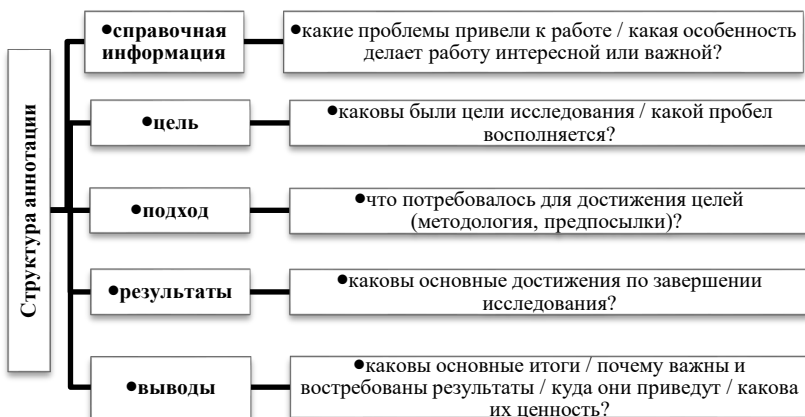 Структура аннотации
●справочная
информация
●какие проблемы привели к работе / какая особенность
делает работу интересной или важной?
●цель
●каковы были цели исследования / какой пробел
восполняется?
●подход
●что потребовалось для достижения целей
(методология, предпосылки)?
●результаты
●каковы основные достижения по завершении
исследования?
●выводы
●каковы основные итоги / почему важны и
востребованы результаты / куда они приведут / какова
их ценность?